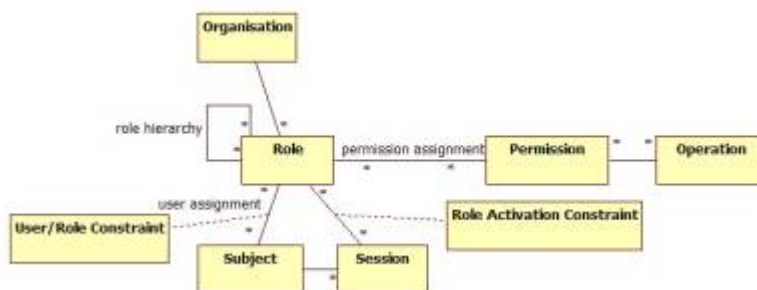 Organisation
role hierarchy
Role
permission assignment
Permission
Operation
user assignment
User/Role Constraint
Role Activation Constraint
Subject
Session